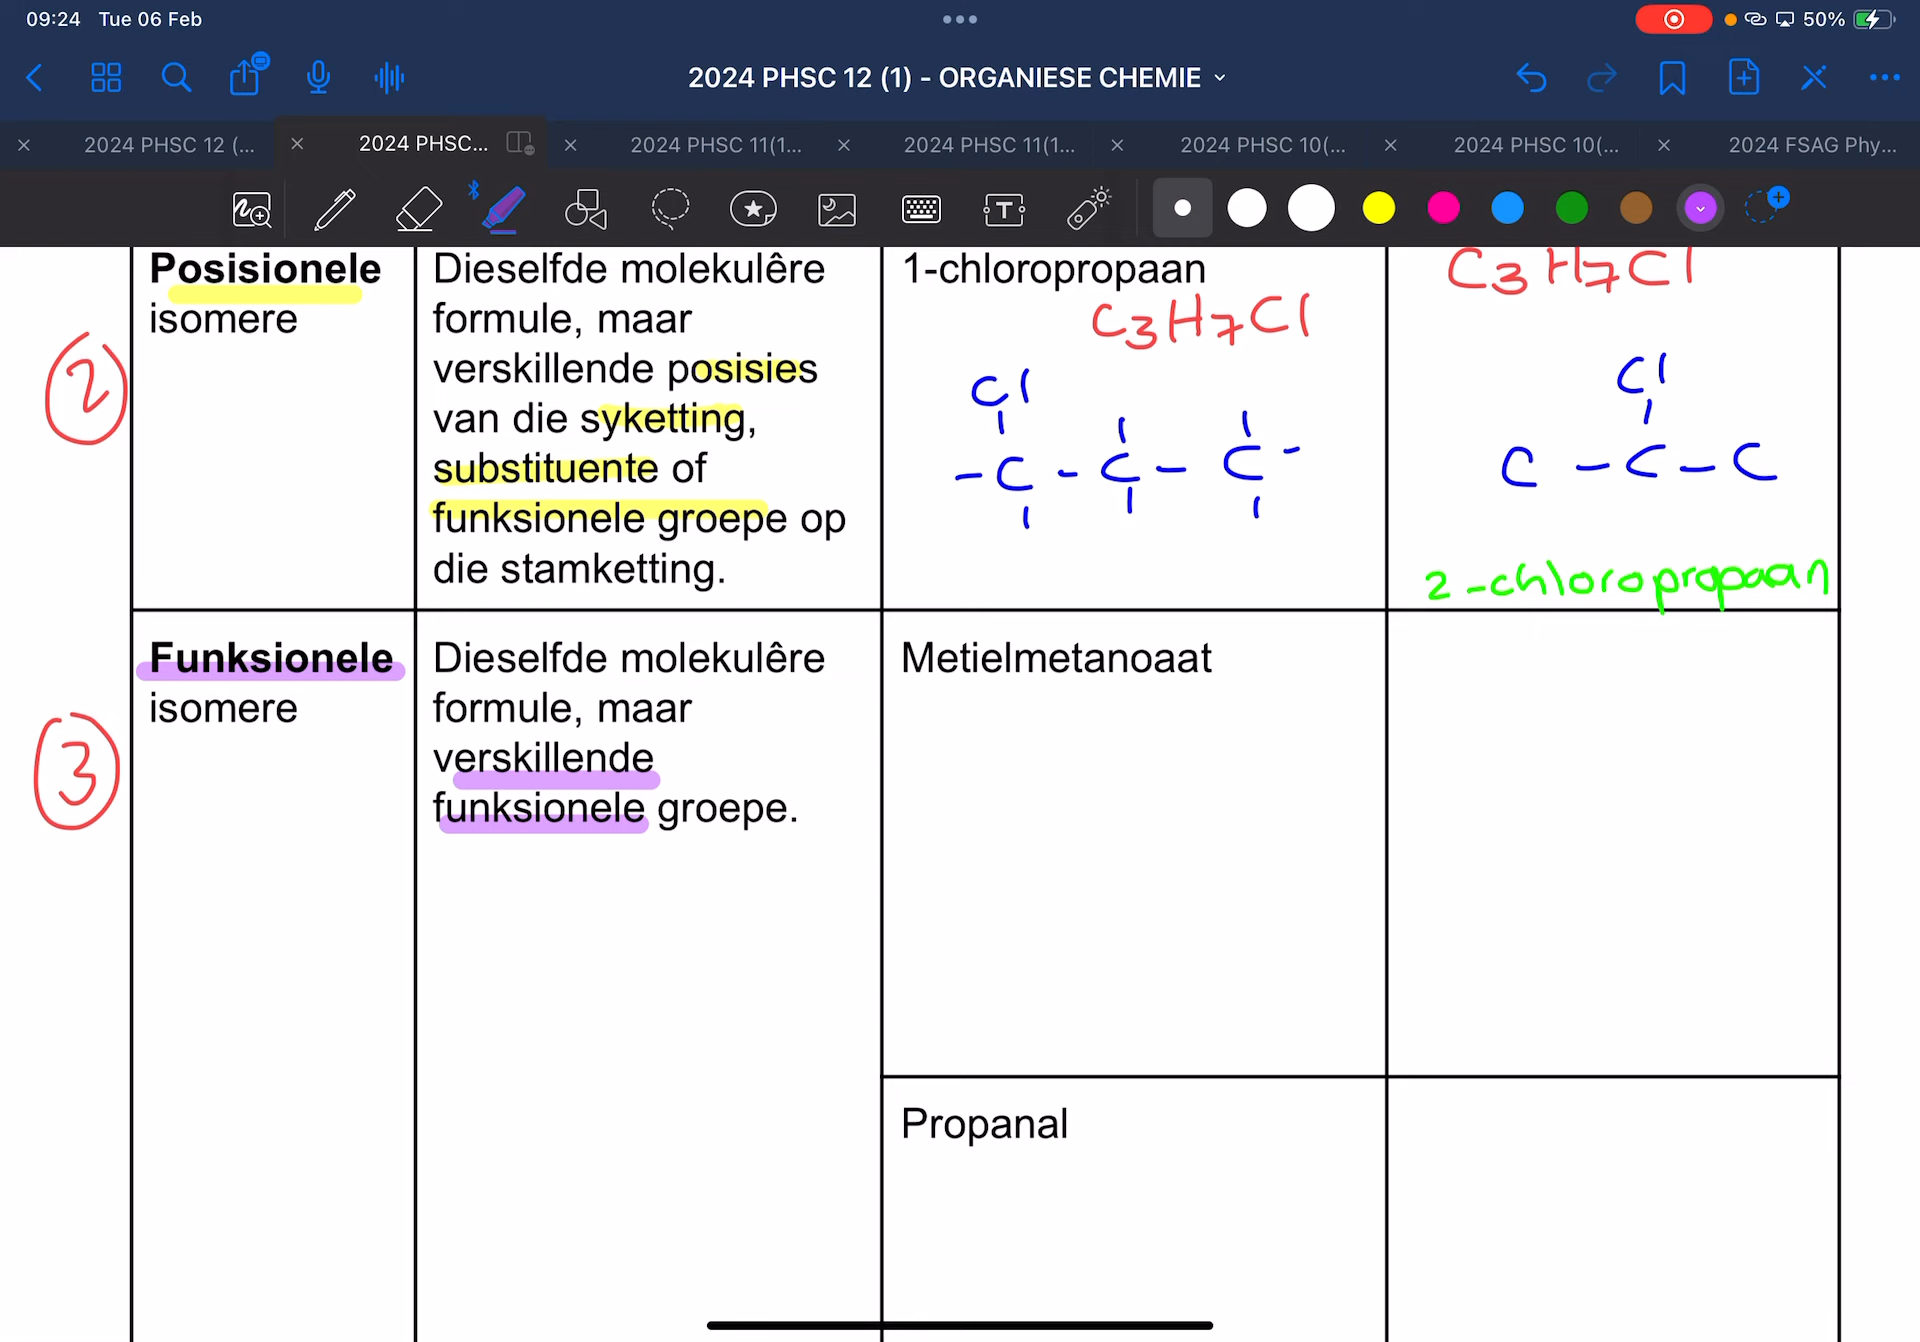 09:24 Tue 06 Feb
50%
2024 PHSC 12 (1) - ORGANIESE CHEMIE
2024 PHSC 12 (...
2024 PHSC...
2024 PHSC 11(1...
2024 PHSC 11(1...
2024 PHSC 10(...
2024 PHSC 10(...
2024 FSAG Phy...
2
Posisionele
isomere
Dieselfde molekulêre
formule, maar
verskillende posisies
van die syketting,
substituente of
funksionele groepe op
die stamketting.
1-chloropropaan
C3H7Cl
Cl
-C-C-C-
C3H7Cl
Cl
C-C-C
2-chloropropaan
3
Funksionele
isomere
Dieselfde molekulêre
formule, maar
verskillende
funksionele groepe.
Metielmetanoaat
Propanal